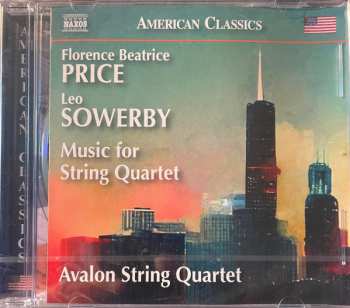 NAXOS
AMERICAN CLASSICS
Florence Beatrice
PRICE
Leo
SOWERBY
Music for
String Quartet
Avalon String Quartet
AMERICAN CLASSICS